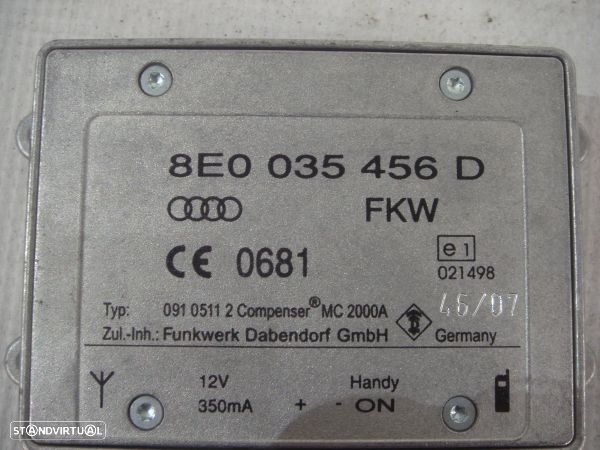 8E0 035 456 D
FKW
CE 0681
e1
021498
46/07
Typ: 091 0511 2 Compenser® MC 2000A
Zul.-Inh.: Funkwerk Dabendorf GmbH Germany
12V Handy
350mA + - ON
STANDVIRTUAL